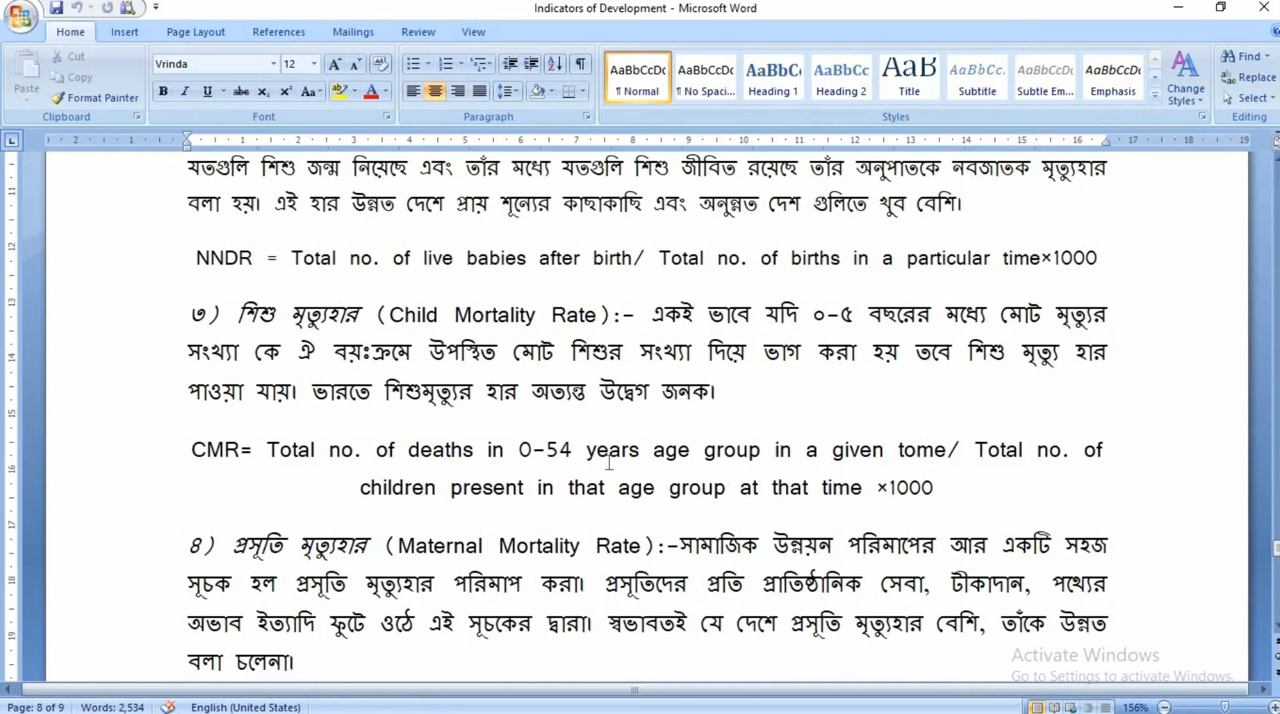 Indicators of Development - Microsoft Word
Home Insert Page Layout References Mailings Review View
Cut
Copy
Paste
Format Painter
Clipboard
Vrinda 12
Font
Paragraph
AaBbCcDc AaBbCcDc AaBbC AaBbCc AaB AaBbCc. AaBbCcDc AaBbCcDc
¶ Normal ¶ No Spaci... Heading 1 Heading 2 Title Subtitle Subtle Em... Emphasis
Change Styles
Styles
Find
Replace
Select
Editing
যতগুলি শিশু জন্ম নিয়েছে এবং তাঁর মধ্যে যতগুলি শিশু জীবিত রয়েছে তাঁর অনুপাতকে নবজাতক মৃত্যুহার
বলা হয়। এই হার উন্নত দেশে প্রায় শূন্যের কাছাকাছি এবং অনুন্নত দেশ গুলিতে খুব বেশি।
NNDR = Total no. of live babies after birth/ Total no. of births in a particular time×1000
৩) শিশু মৃত্যুহার (Child Mortality Rate):- একই ভাবে যদি ০-৫ বছরের মধ্যে মোট মৃত্যুর
সংখ্যা কে ঐ বয়ঃক্রমে উপস্থিত মোট শিশুর সংখ্যা দিয়ে ভাগ করা হয় তবে শিশু মৃত্যু হার
পাওয়া যায়। ভারতে শিশুমৃত্যুর হার অত্যন্ত উদ্বেগ জনক।
CMR= Total no. of deaths in 0-54 years age group in a given tome/ Total no. of
children present in that age group at that time ×1000
৪) প্রসূতি মৃত্যুহার (Maternal Mortality Rate):-সামাজিক উন্নয়ন পরিমাপের আর একটি সহজ
সূচক হল প্রসূতি মৃত্যুহার পরিমাপ করা। প্রসূতিদের প্রতি প্রাতিষ্ঠানিক সেবা, টীকাদান, পথ্যের
অভাব ইত্যাদি ফুটে ওঠে এই সূচকের দ্বারা। স্বভাবতই যে দেশে প্রসূতি মৃত্যুহার বেশি, তাঁকে উন্নত
বলা চলেনা।
Activate Windows
Go to Settings to activate Windows.
Page: 8 of 9 Words: 2,534 English (United States) 156%